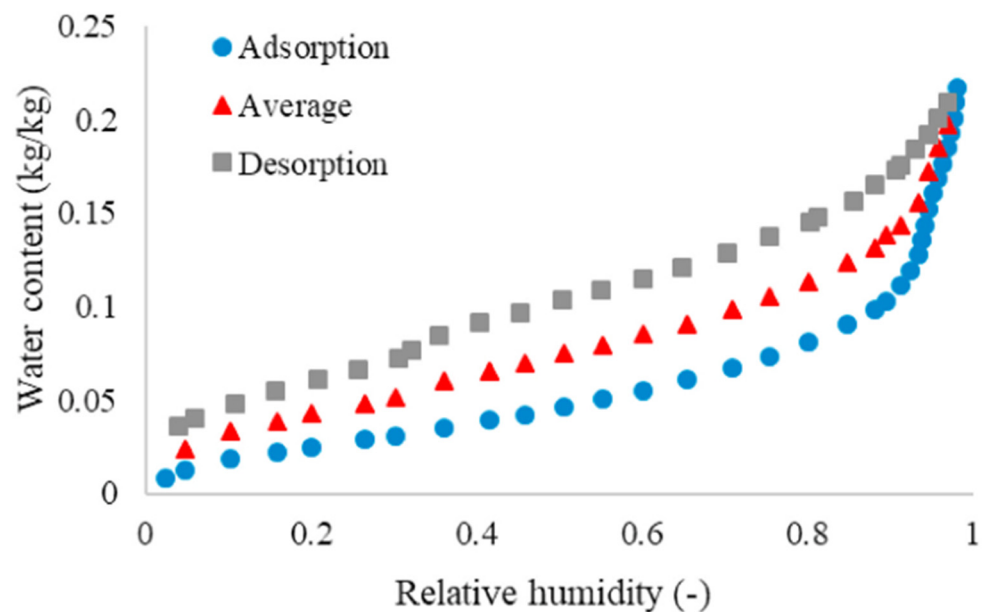 0.25
0.2
0.15
0.1
0.05
0
Water content (kg/kg)
Adsorption
Average
Desorption
0 0.2 0.4 0.6 0.8 1
Relative humidity (-)